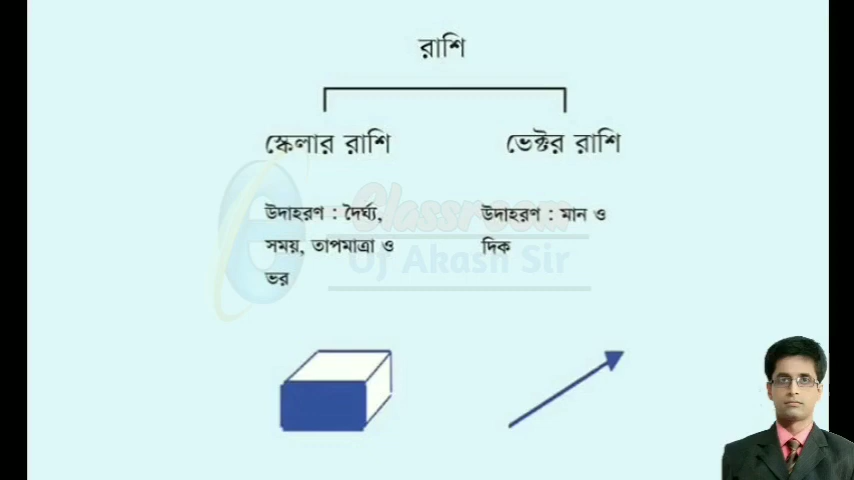 রাশি
স্কেলার রাশি
ভেক্টর রাশি
উদাহরণ : দৈর্ঘ্য,
সময়, তাপমাত্রা ও
ভর
উদাহরণ : মান ও
দিক
Classroom
Of Akash Sir